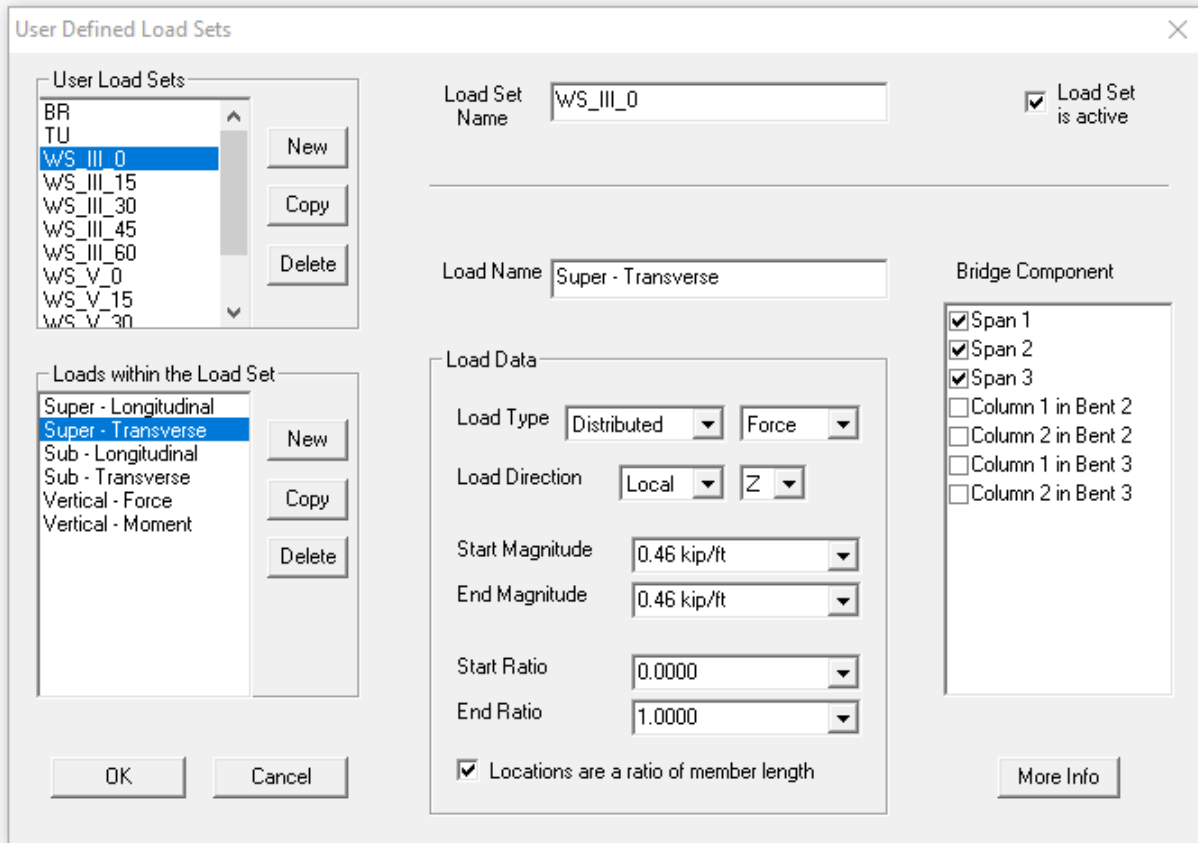 User Defined Load Sets
User Load Sets
BR
TU
WS_III_0
WS_III_15
WS_III_30
WS_III_45
WS_III_60
WS_V_0
WS_V_15
WS_V_30
New
Copy
Delete
Load Set
Name
WS_III_0
Load Set
is active
Loads within the Load Set
Super - Longitudinal
Super - Transverse
Sub - Longitudinal
Sub - Transverse
Vertical - Force
Vertical - Moment
New
Copy
Delete
OK
Cancel
Load Name
Super - Transverse
Load Data
Load Type
Distributed
Force
Load Direction
Local
Z
Start Magnitude
0.46 kip/ft
End Magnitude
0.46 kip/ft
Start Ratio
0.0000
End Ratio
1.0000
Locations are a ratio of member length
Bridge Component
Span 1
Span 2
Span 3
Column 1 in Bent 2
Column 2 in Bent 2
Column 1 in Bent 3
Column 2 in Bent 3
More Info